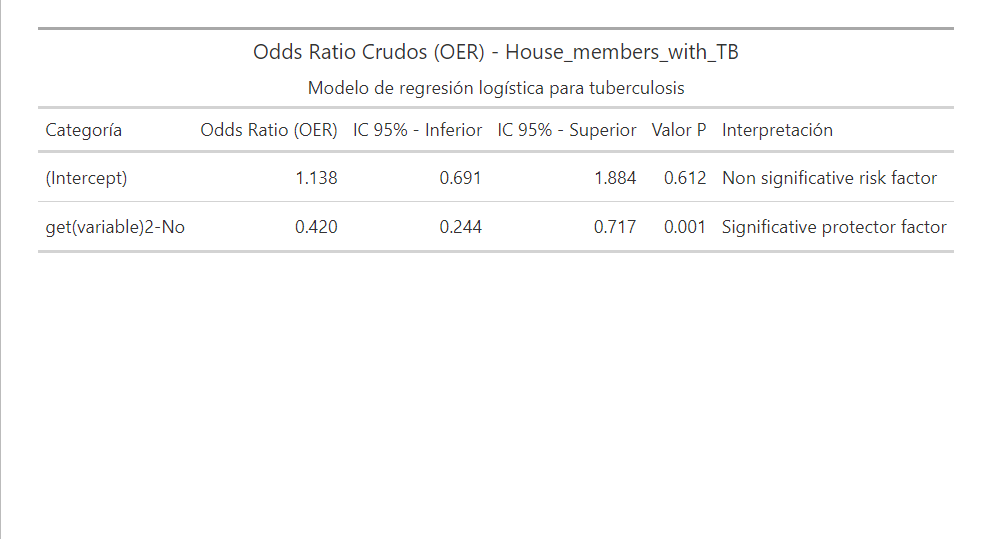 Odds Ratio Crudos (OER) - House_members_with_TB
Modelo de regresión logística para tuberculosis
Categoría Odds Ratio (OER) IC 95% - Inferior IC 95% - Superior Valor P Interpretación
(Intercept) 1.138 0.691 1.884 0.612 Non significative risk factor
get(variable)2-No 0.420 0.244 0.717 0.001 Significative protector factor